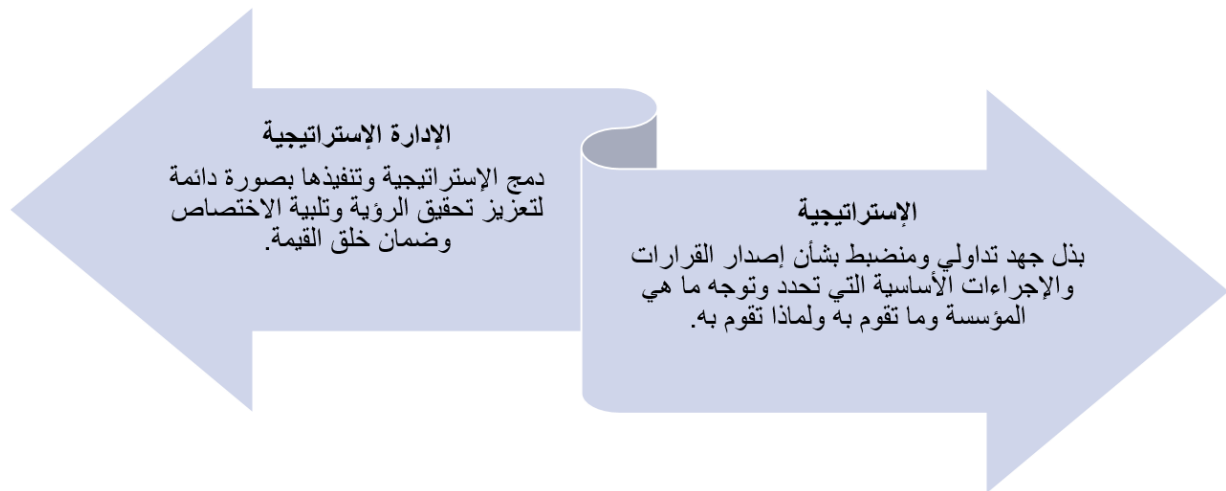 الإستراتيجية
بذل جهد تداولي ومنضبط بشأن إصدار القرارات
والإجراءات الأساسية التي تحدد وتوجه ما هي
المؤسسة وما تقوم به ولماذا تقوم به.
الإدارة الإستراتيجية
دمج الإستراتيجية وتنفيذها بصورة دائمة
لتعزيز تحقيق الرؤية وتلبية الاختصاص
وضمان خلق القيمة.